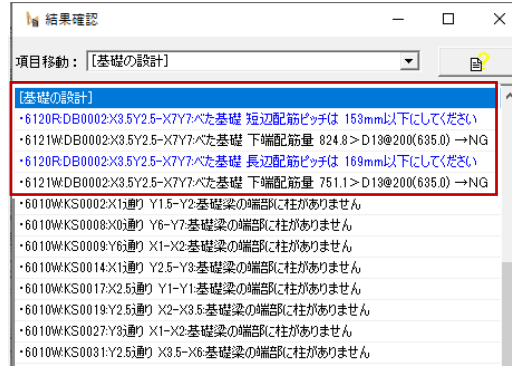 結果確認
項目移動： [基礎の設計]
[基礎の設計]
・6120R:DB0002:X3.5Y2.5-X7Y7:べた基礎 短辺配筋ピッチは 153mm以下にしてください
・6121W:DB0002:X3.5Y2.5-X7Y7:べた基礎 下端配筋量 824.8＞D13@200(635.0) →NG
・6120R:DB0002:X3.5Y2.5-X7Y7:べた基礎 長辺配筋ピッチは 169mm以下にしてください
・6121W:DB0002:X3.5Y2.5-X7Y7:べた基礎 下端配筋量 751.1＞D13@200(635.0) →NG
・6010W:KS0002:X1通り Y1.5-Y2:基礎梁の端部に柱がありません
・6010W:KS0008:X0通り Y6-Y7:基礎梁の端部に柱がありません
・6010W:KS0009:Y6通り X1-X2:基礎梁の端部に柱がありません
・6010W:KS0014:X1通り Y2.5-Y3:基礎梁の端部に柱がありません
・6010W:KS0017:X2.5通り Y1-Y1:基礎梁の端部に柱がありません
・6010W:KS0019:Y2.5通り X2-X3.5:基礎梁の端部に柱がありません
・6010W:KS0027:Y3通り X1-X2:基礎梁の端部に柱がありません
・6010W:KS0031:Y2.5通り X3.5-X6:基礎梁の端部に柱がありません